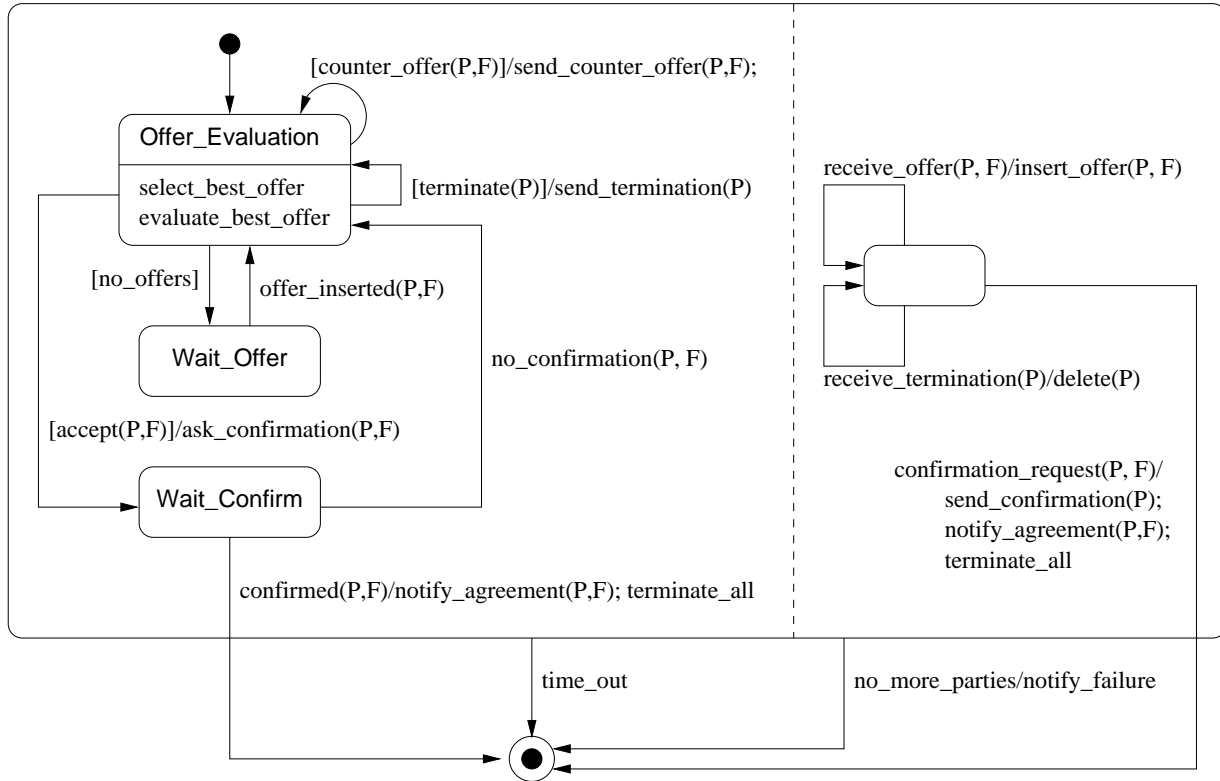 [counter_offer(P,F)]/send_counter_offer(P,F);
Offer_Evaluation
select_best_offer
evaluate_best_offer
[terminate(P)]/send_termination(P)
[no_offers]
offer_inserted(P,F)
Wait_Offer
no_confirmation(P, F)
[accept(P,F)]/ask_confirmation(P,F)
Wait_Confirm
confirmed(P,F)/notify_agreement(P,F); terminate_all
receive_offer(P, F)/insert_offer(P, F)
receive_termination(P)/delete(P)
confirmation_request(P, F)/
send_confirmation(P);
notify_agreement(P,F);
terminate_all
time_out
no_more_parties/notify_failure